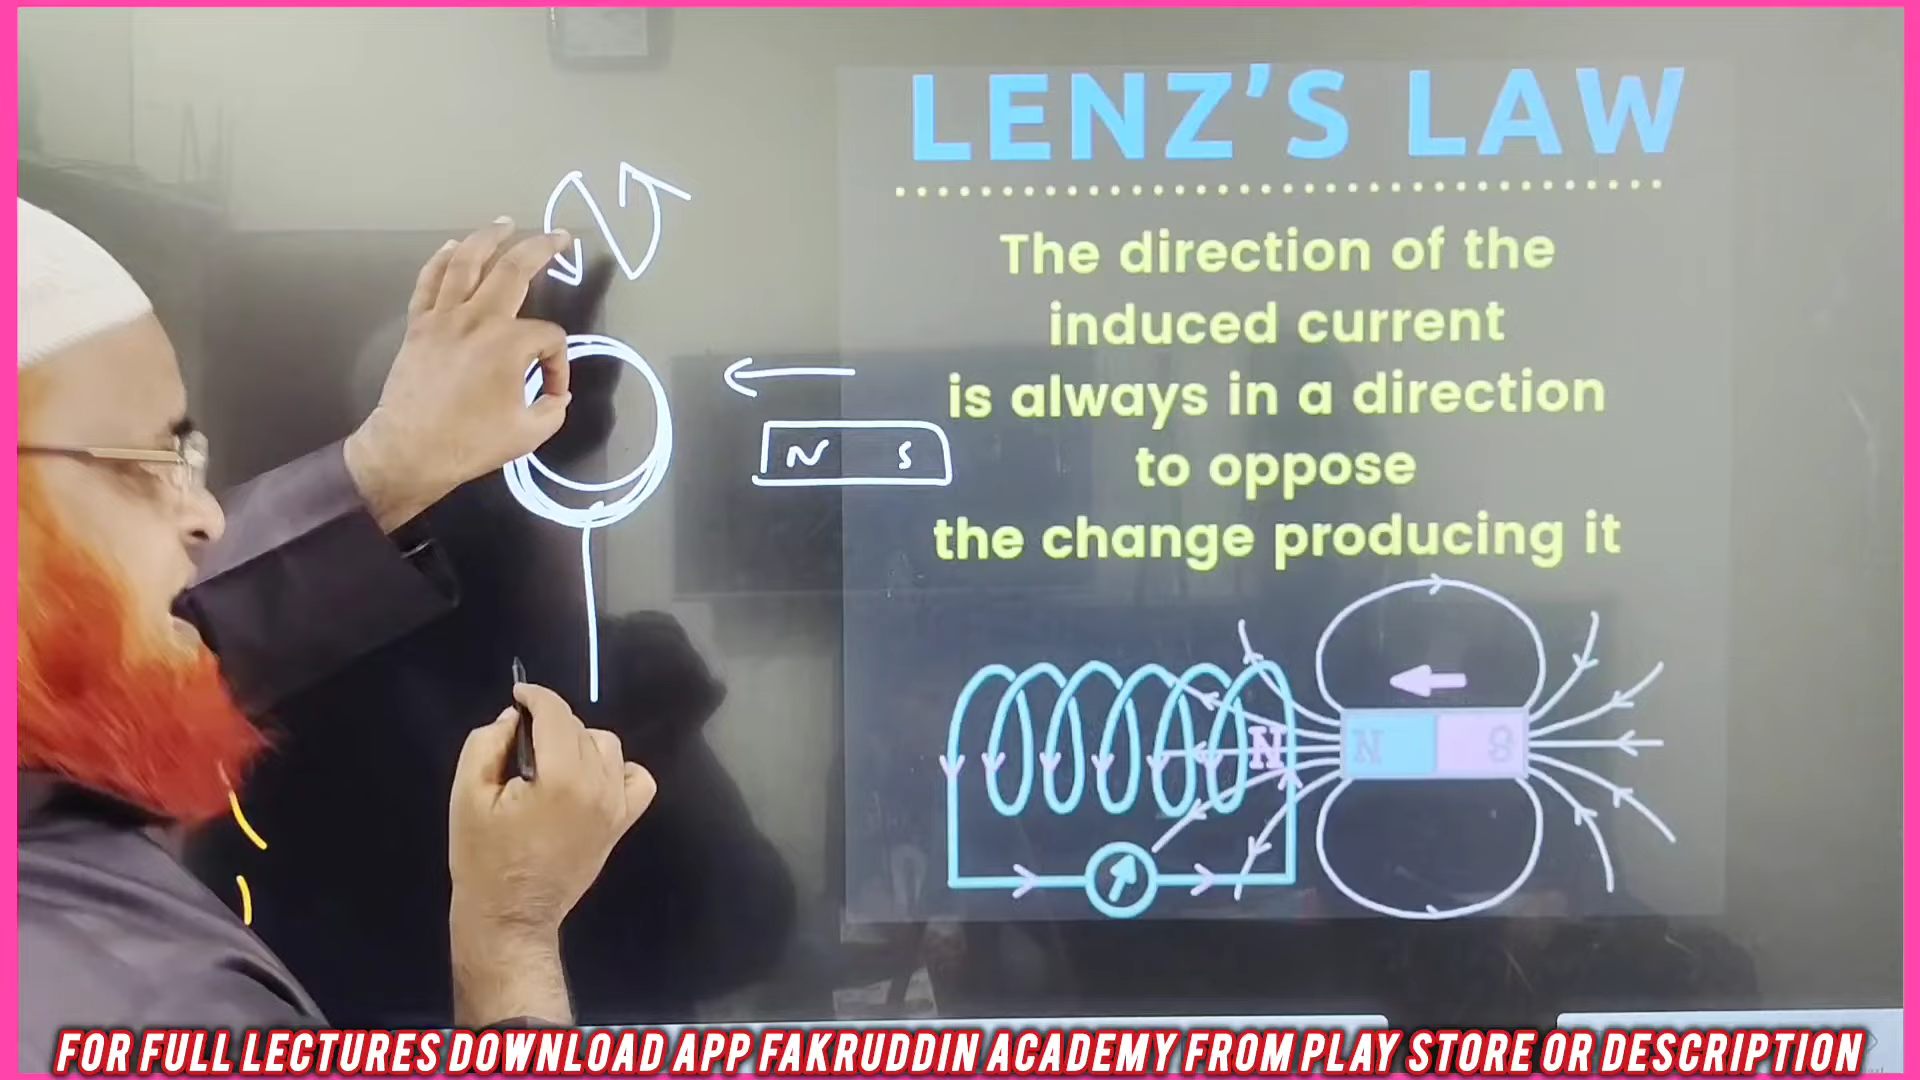 LENZ'S LAW
The direction of the
induced current
is always in a direction
to oppose
the change producing it
N
N S
N
N S
FOR FULL LECTURES DOWNLOAD APP FAKRUDDIN ACADEMY FROM PLAY STORE OR DESCRIPTION